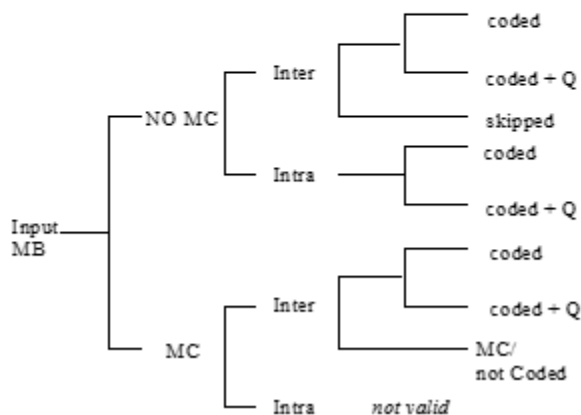 coded
Inter
coded + Q
NO MC
skipped
coded
Intra
coded + Q
Input
MB
coded
Inter
coded + Q
MC
MC/
not Coded
Intra
not valid